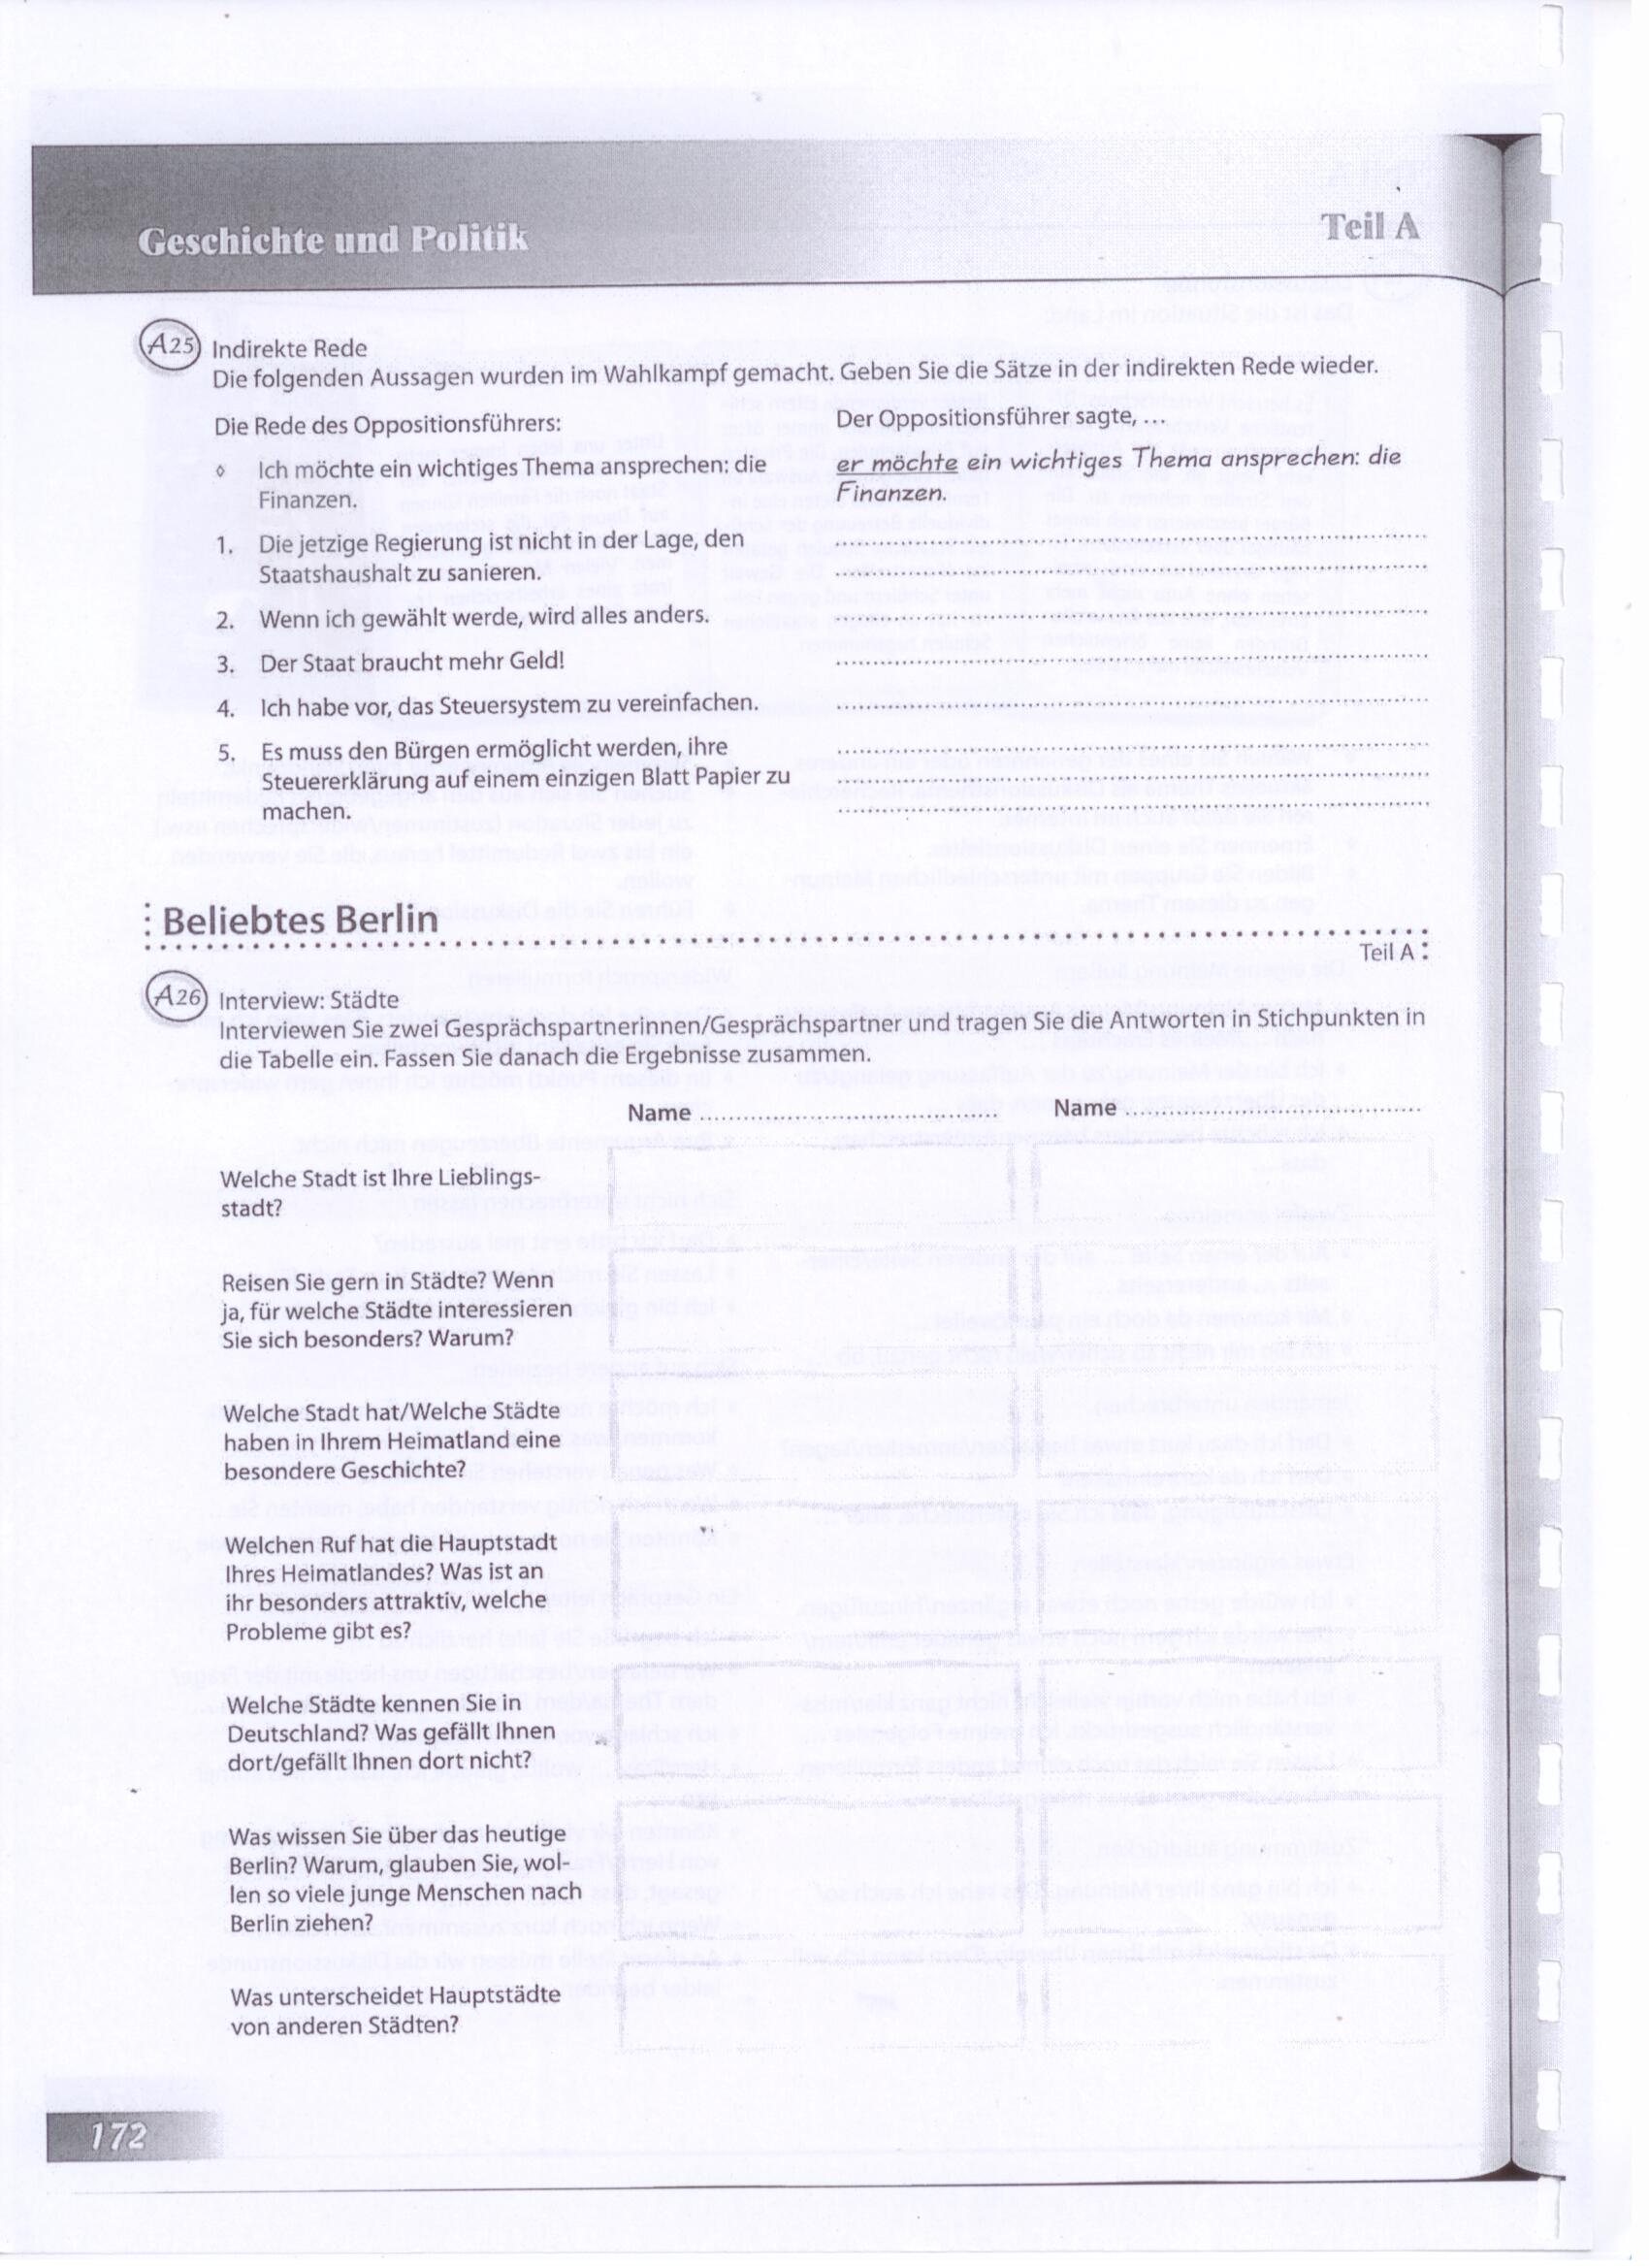 Geschichte und Politik
Teil A
A25 Indirekte Rede
Die folgenden Aussagen wurden im Wahlkampf gemacht. Geben Sie die Sätze in der indirekten Rede wieder.
Die Rede des Oppositionsführers:
Der Oppositionsführer sagte, ...
◊ Ich möchte ein wichtiges Thema ansprechen: die
Finanzen.
er möchte ein wichtiges Thema ansprechen: die
Finanzen.
1. Die jetzige Regierung ist nicht in der Lage, den
Staatshaushalt zu sanieren.
2. Wenn ich gewählt werde, wird alles anders.
3. Der Staat braucht mehr Geld!
4. Ich habe vor, das Steuersystem zu vereinfachen.
5. Es muss den Bürgen ermöglicht werden, ihre
Steuererklärung auf einem einzigen Blatt Papier zu
machen.
Beliebtes Berlin
Teil A
A26 Interview: Städte
Interviewen Sie zwei Gesprächspartnerinnen/Gesprächspartner und tragen Sie die Antworten in Stichpunkten in
die Tabelle ein. Fassen Sie danach die Ergebnisse zusammen.
Name
Name
Welche Stadt ist Ihre Lieblings-
stadt?
Reisen Sie gern in Städte? Wenn
ja, für welche Städte interessieren
Sie sich besonders? Warum?
Welche Stadt hat/Welche Städte
haben in Ihrem Heimatland eine
besondere Geschichte?
Welchen Ruf hat die Hauptstadt
Ihres Heimatlandes? Was ist an
ihr besonders attraktiv, welche
Probleme gibt es?
Welche Städte kennen Sie in
Deutschland? Was gefällt Ihnen
dort/gefällt Ihnen dort nicht?
Was wissen Sie über das heutige
Berlin? Warum, glauben Sie, wol-
len so viele junge Menschen nach
Berlin ziehen?
Was unterscheidet Hauptstädte
von anderen Städten?
172